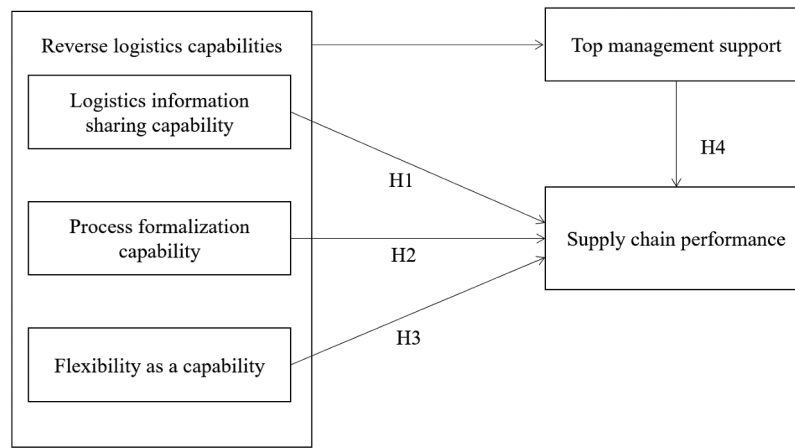 Reverse logistics capabilities
Top management support
Logistics information
sharing capability
H4
H1
Process formalization
capability
Supply chain performance
H2
H3
Flexibility as a capability